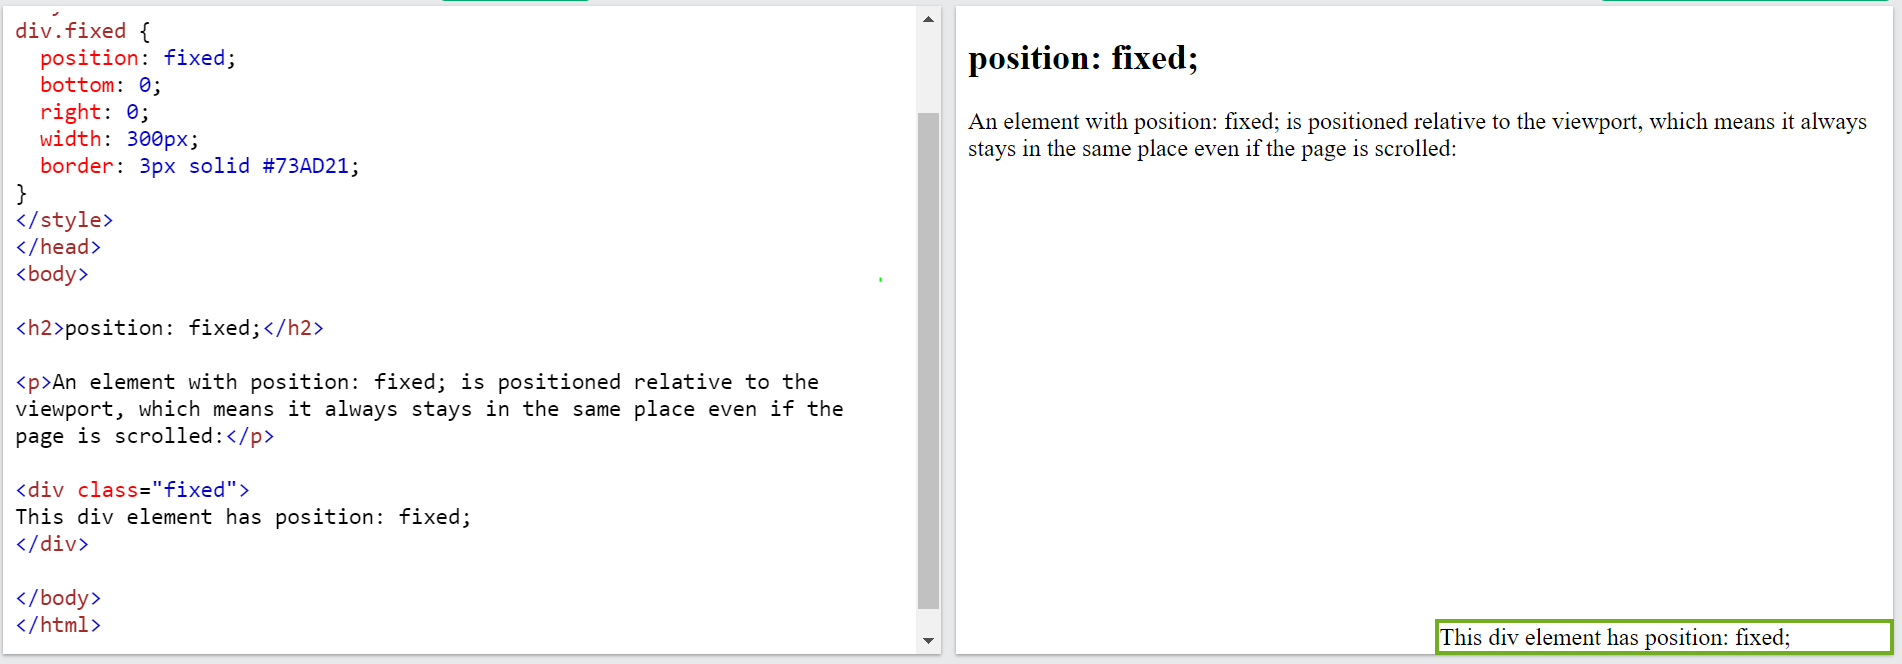 div.fixed {
  position: fixed;
  bottom: 0;
  right: 0;
  width: 300px;
  border: 3px solid #73AD21;
}
</style>
</head>
<body>

<h2>position: fixed;</h2>

<p>An element with position: fixed; is positioned relative to the
viewport, which means it always stays in the same place even if the
page is scrolled:</p>

<div class="fixed">
This div element has position: fixed;
</div>

</body>
</html>
position: fixed;
An element with position: fixed; is positioned relative to the viewport, which means it always
stays in the same place even if the page is scrolled:
This div element has position: fixed;